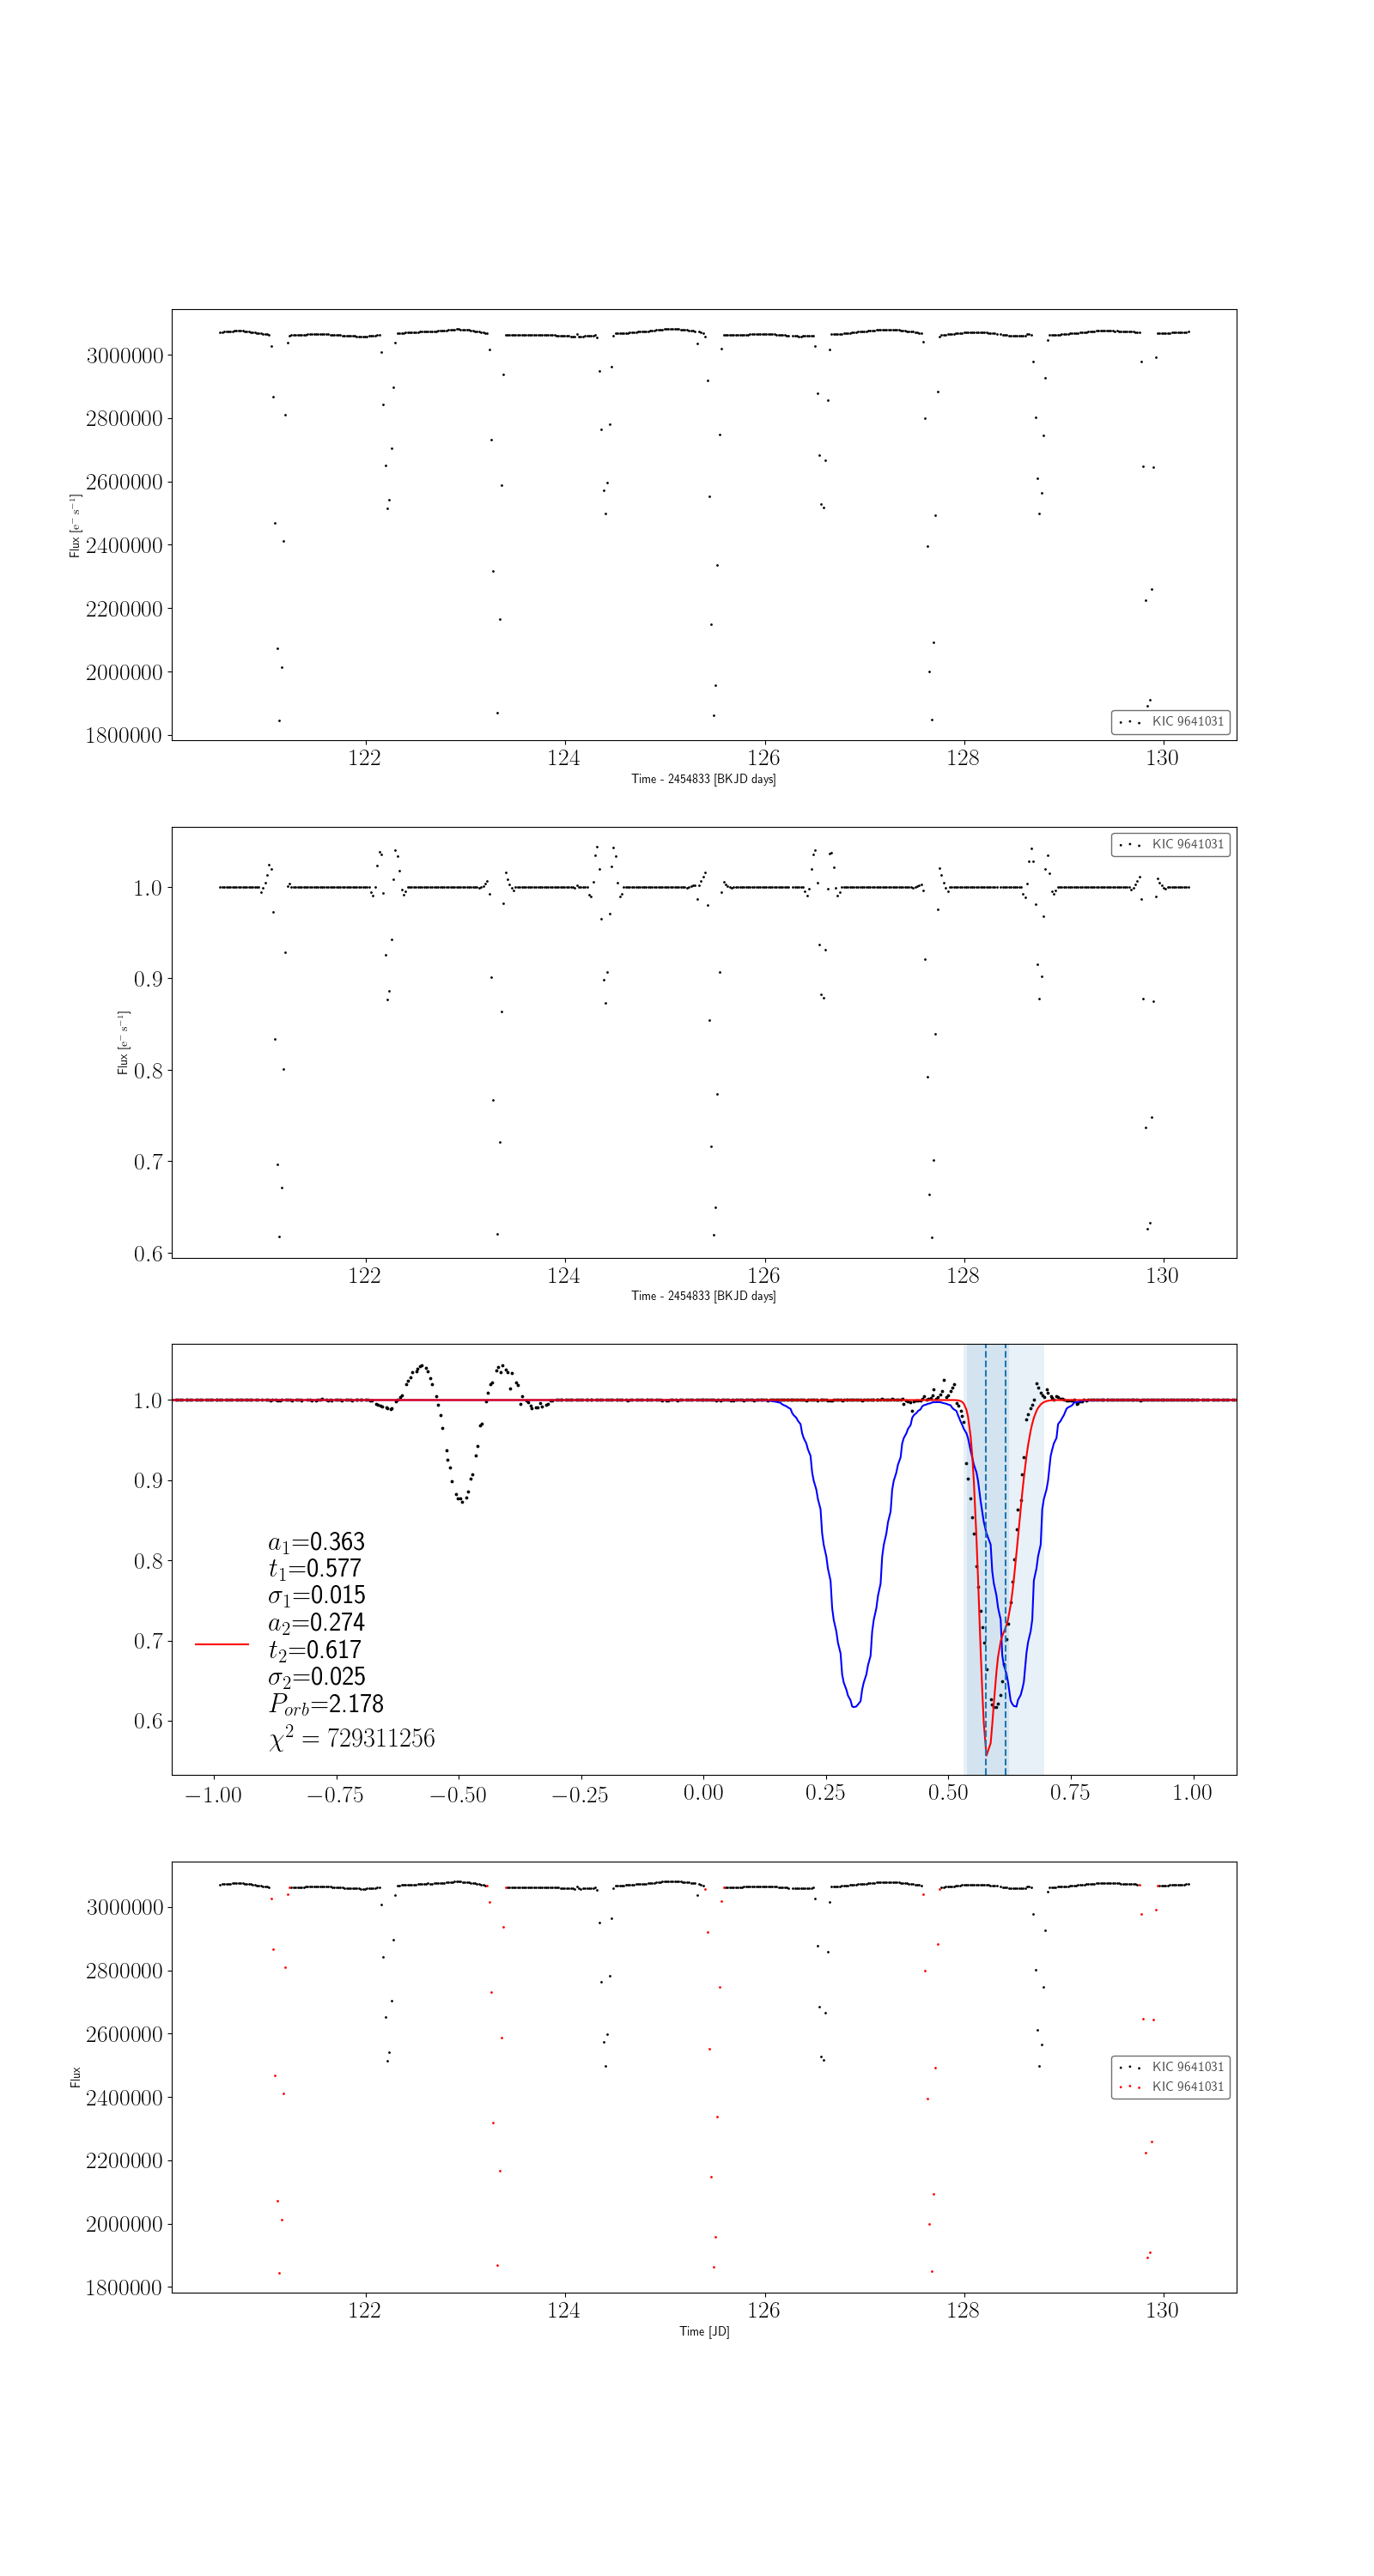 3000000
2800000
2600000
2400000
2200000
2000000
1800000
Flux [e⁻ s⁻¹]
KIC 9641031
122 124 126 128 130
Time - 2454833 [BKJD days]
KIC 9641031
1.0
0.9
0.8
0.7
0.6
Flux [e⁻ s⁻¹]
122 124 126 128 130
Time - 2454833 [BKJD days]
1.0
0.9
0.8
0.7
0.6
a₁=0.363
t₁=0.577
σ₁=0.015
a₂=0.274
t₂=0.617
σ₂=0.025
Pₒᵣb=2.178
χ² = 729311256
−1.00 −0.75 −0.50 −0.25 0.00 0.25 0.50 0.75 1.00
3000000
2800000
2600000
2400000
2200000
2000000
1800000
Flux
KIC 9641031
KIC 9641031
122 124 126 128 130
Time [JD]